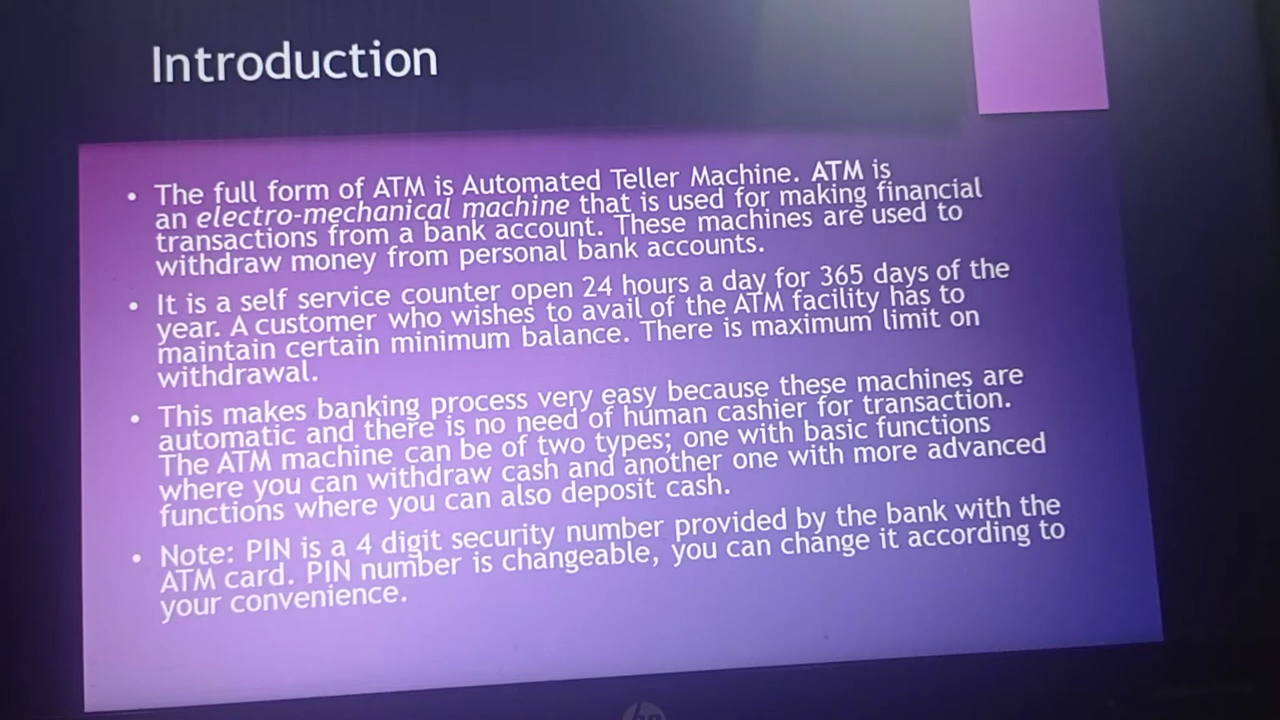 Introduction
• The full form of ATM is Automated Teller Machine. ATM is
an electro-mechanical machine that is used for making financial
transactions from a bank account. These machines are used to
withdraw money from personal bank accounts.
• It is a self service counter open 24 hours a day for 365 days of the
year. A customer who wishes to avail of the ATM facility has to
maintain certain minimum balance. There is maximum limit on
withdrawal.
• This makes banking process very easy because these machines are
automatic and there is no need of human cashier for transaction.
The ATM machine can be of two types; one with basic functions
where you can withdraw cash and another one with more advanced
functions where you can also deposit cash.
• Note: PIN is a 4 digit security number provided by the bank with the
ATM card. PIN number is changeable, you can change it according to
your convenience.
hp